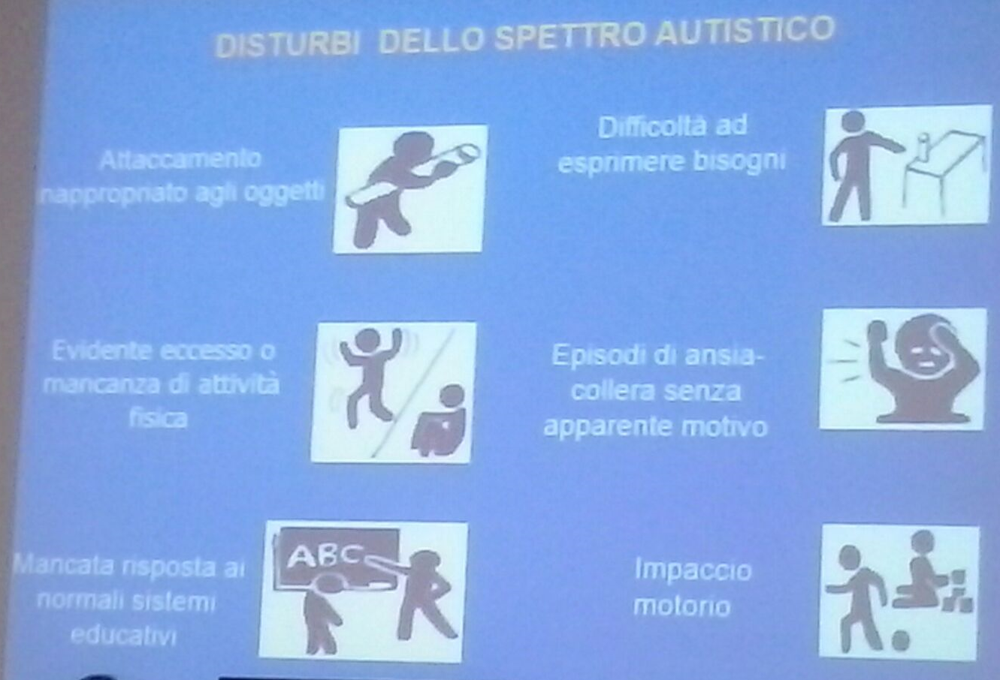 DISTURBI DELLO SPETTRO AUTISTICO
Attaccamento
nappropriato agli oggetti
Difficoltà ad
esprimere bisogni
Evidente eccesso o
mancanza di attività
fisica
Episodi di ansia-
collera senza
apparente motivo
Mancata risposta ai
normali sistemi
educativi
ABC
Impaccio
motorio